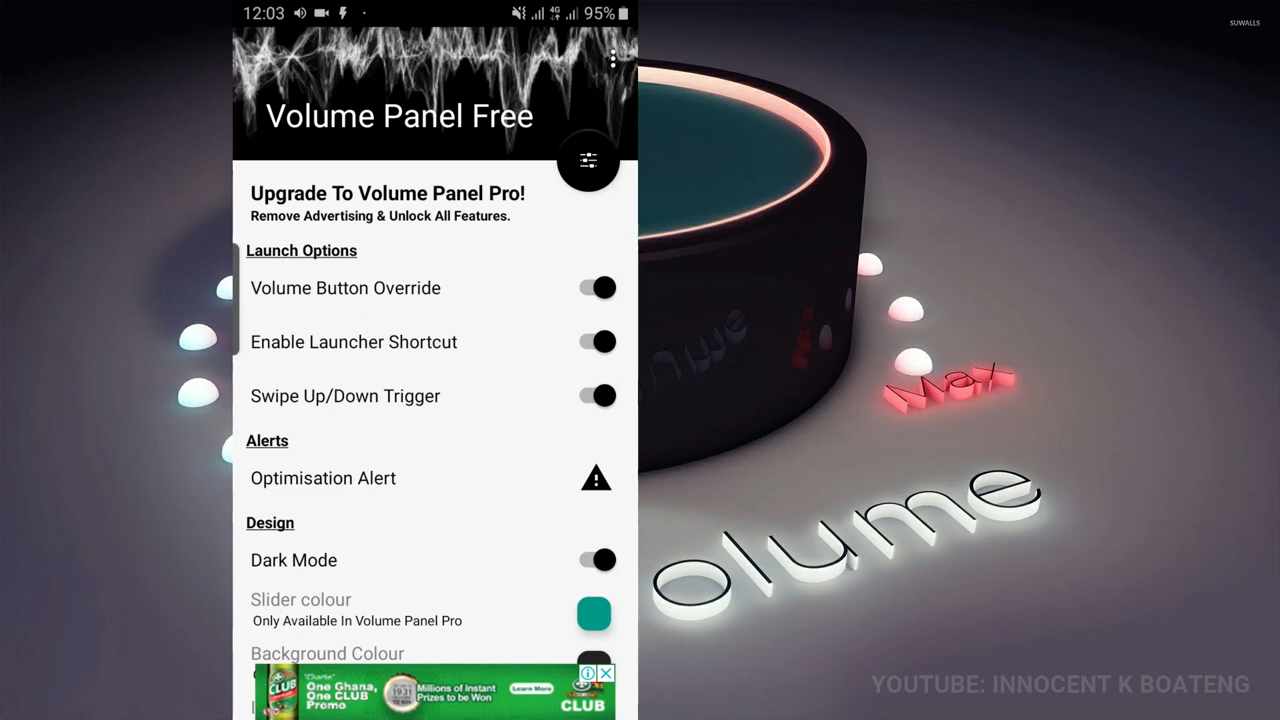 12:03
4G
95%
SUWALLS
Volume Panel Free
Upgrade To Volume Panel Pro!
Remove Advertising & Unlock All Features.
Launch Options
Volume Button Override
Enable Launcher Shortcut
Swipe Up/Down Trigger
Alerts
Optimisation Alert
Design
Dark Mode
Slider colour
Only Available In Volume Panel Pro
Background Colour
CLUB
One Ghana,
One CLUB
Promo
Millions of Instant
Prizes to be Won
Learn More
CLUB
Max
olume
YOUTUBE: INNOCENT K BOATENG